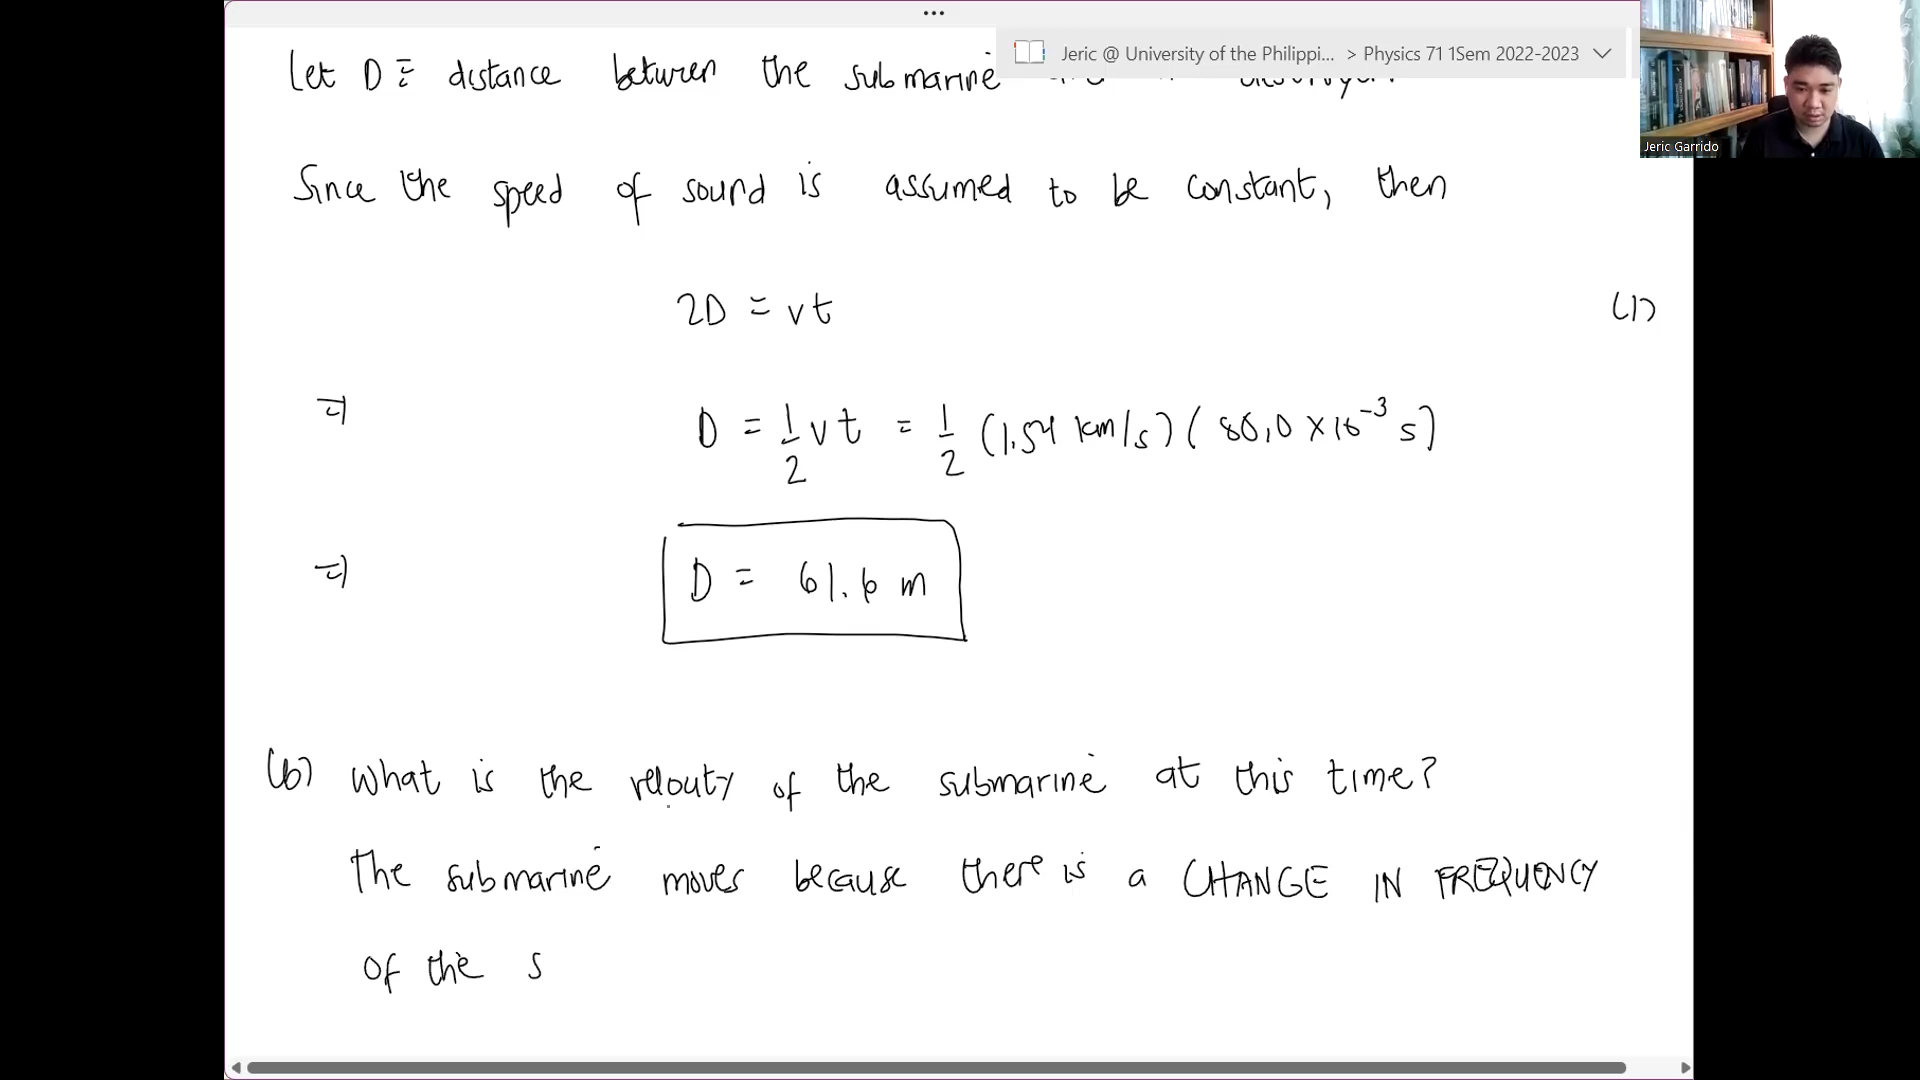 ...
Jeric @ University of the Philippi... > Physics 71 1Sem 2022-2023
Jeric Garrido
Let D ≡ distance between the submarine
Since the speed of sound is assumed to be constant, then
2D = vt (1)
⇒ D = 1/2 vt = 1/2 (1.54 km/s) ( 80.0 × 10⁻³ s)
⇒ D = 61.6 m
(b) What is the velocity of the submarine at this time?
The submarine moves because there is a CHANGE IN FREQUENCY
of the s